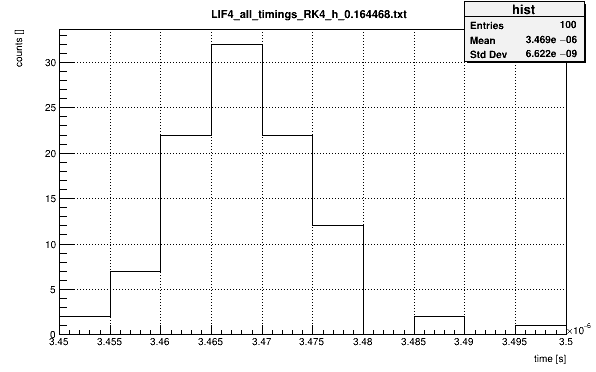 LIF4_all_timings_RK4_h_0.164468.txt
hist
Entries 100
Mean 3.469e −06
Std Dev 6.622e −09
counts []
30
25
20
15
10
5
0
3.45 3.455 3.46 3.465 3.47 3.475 3.48 3.485 3.49 3.495 3.5
×10⁻⁶
time [s]